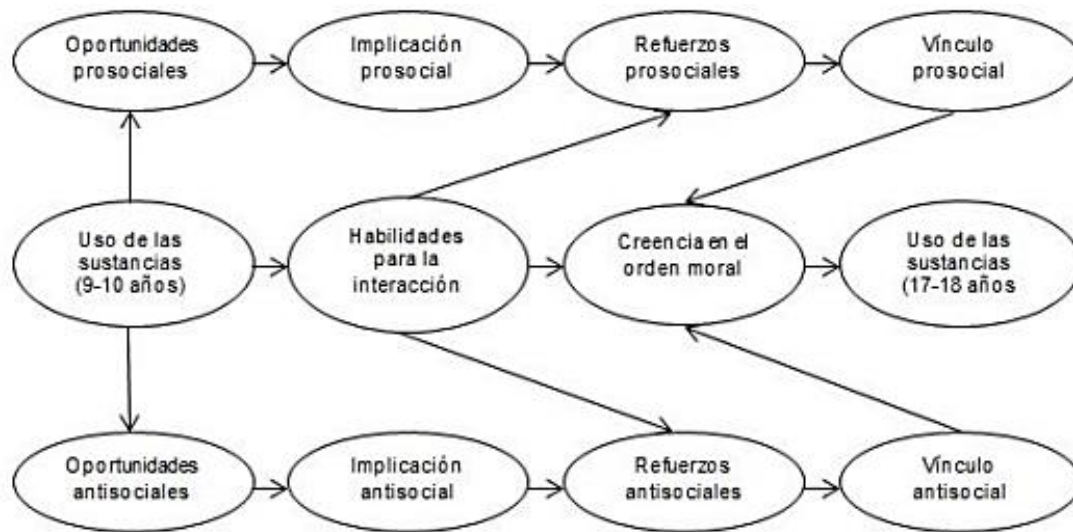 Oportunidades
prosociales
Implicación
prosocial
Refuerzos
prosociales
Vínculo
prosocial
Uso de las
sustancias
(9-10 años)
Habilidades
para la
interacción
Creencia en el
orden moral
Uso de las
sustancias
(17-18 años
Oportunidades
antisociales
Implicación
antisocial
Refuerzos
antisociales
Vínculo
antisocial